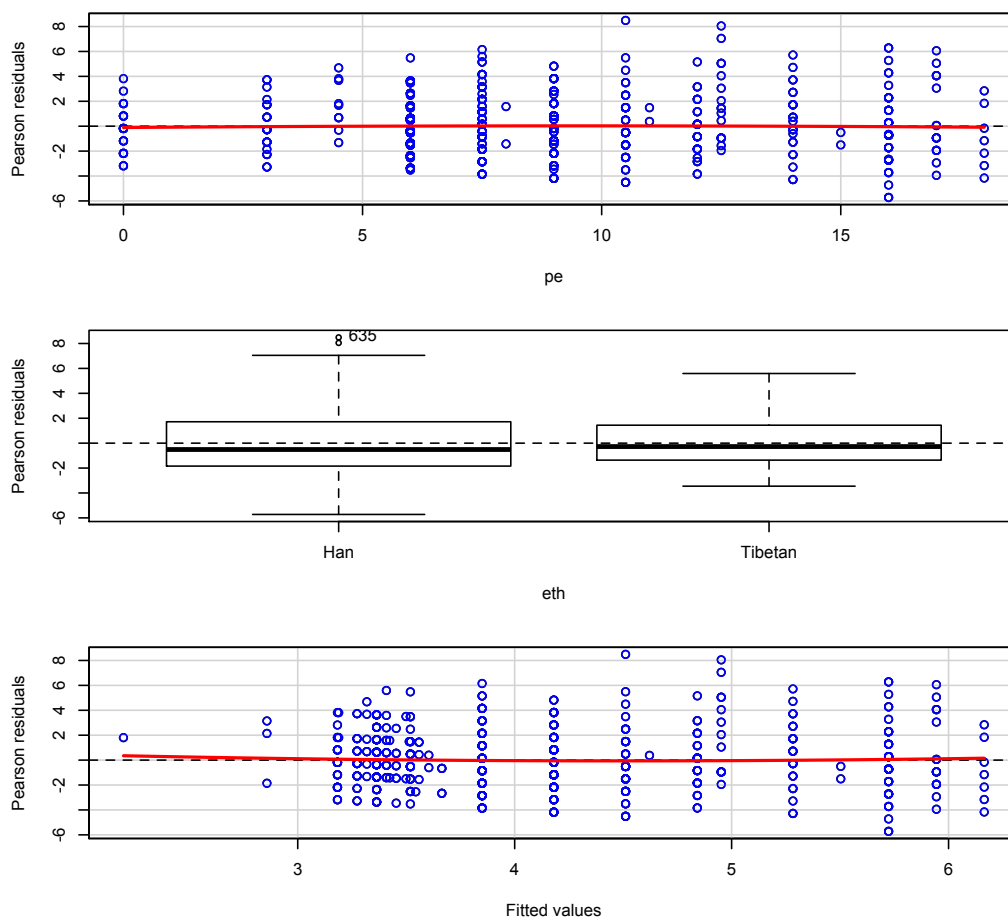 Pearson residuals
-6 -2 2 4 6 8
0 5 10 15
pe
Pearson residuals
-6 -2 2 4 6 8
635
Han Tibetan
eth
Pearson residuals
-6 -2 2 4 6 8
3 4 5 6
Fitted values